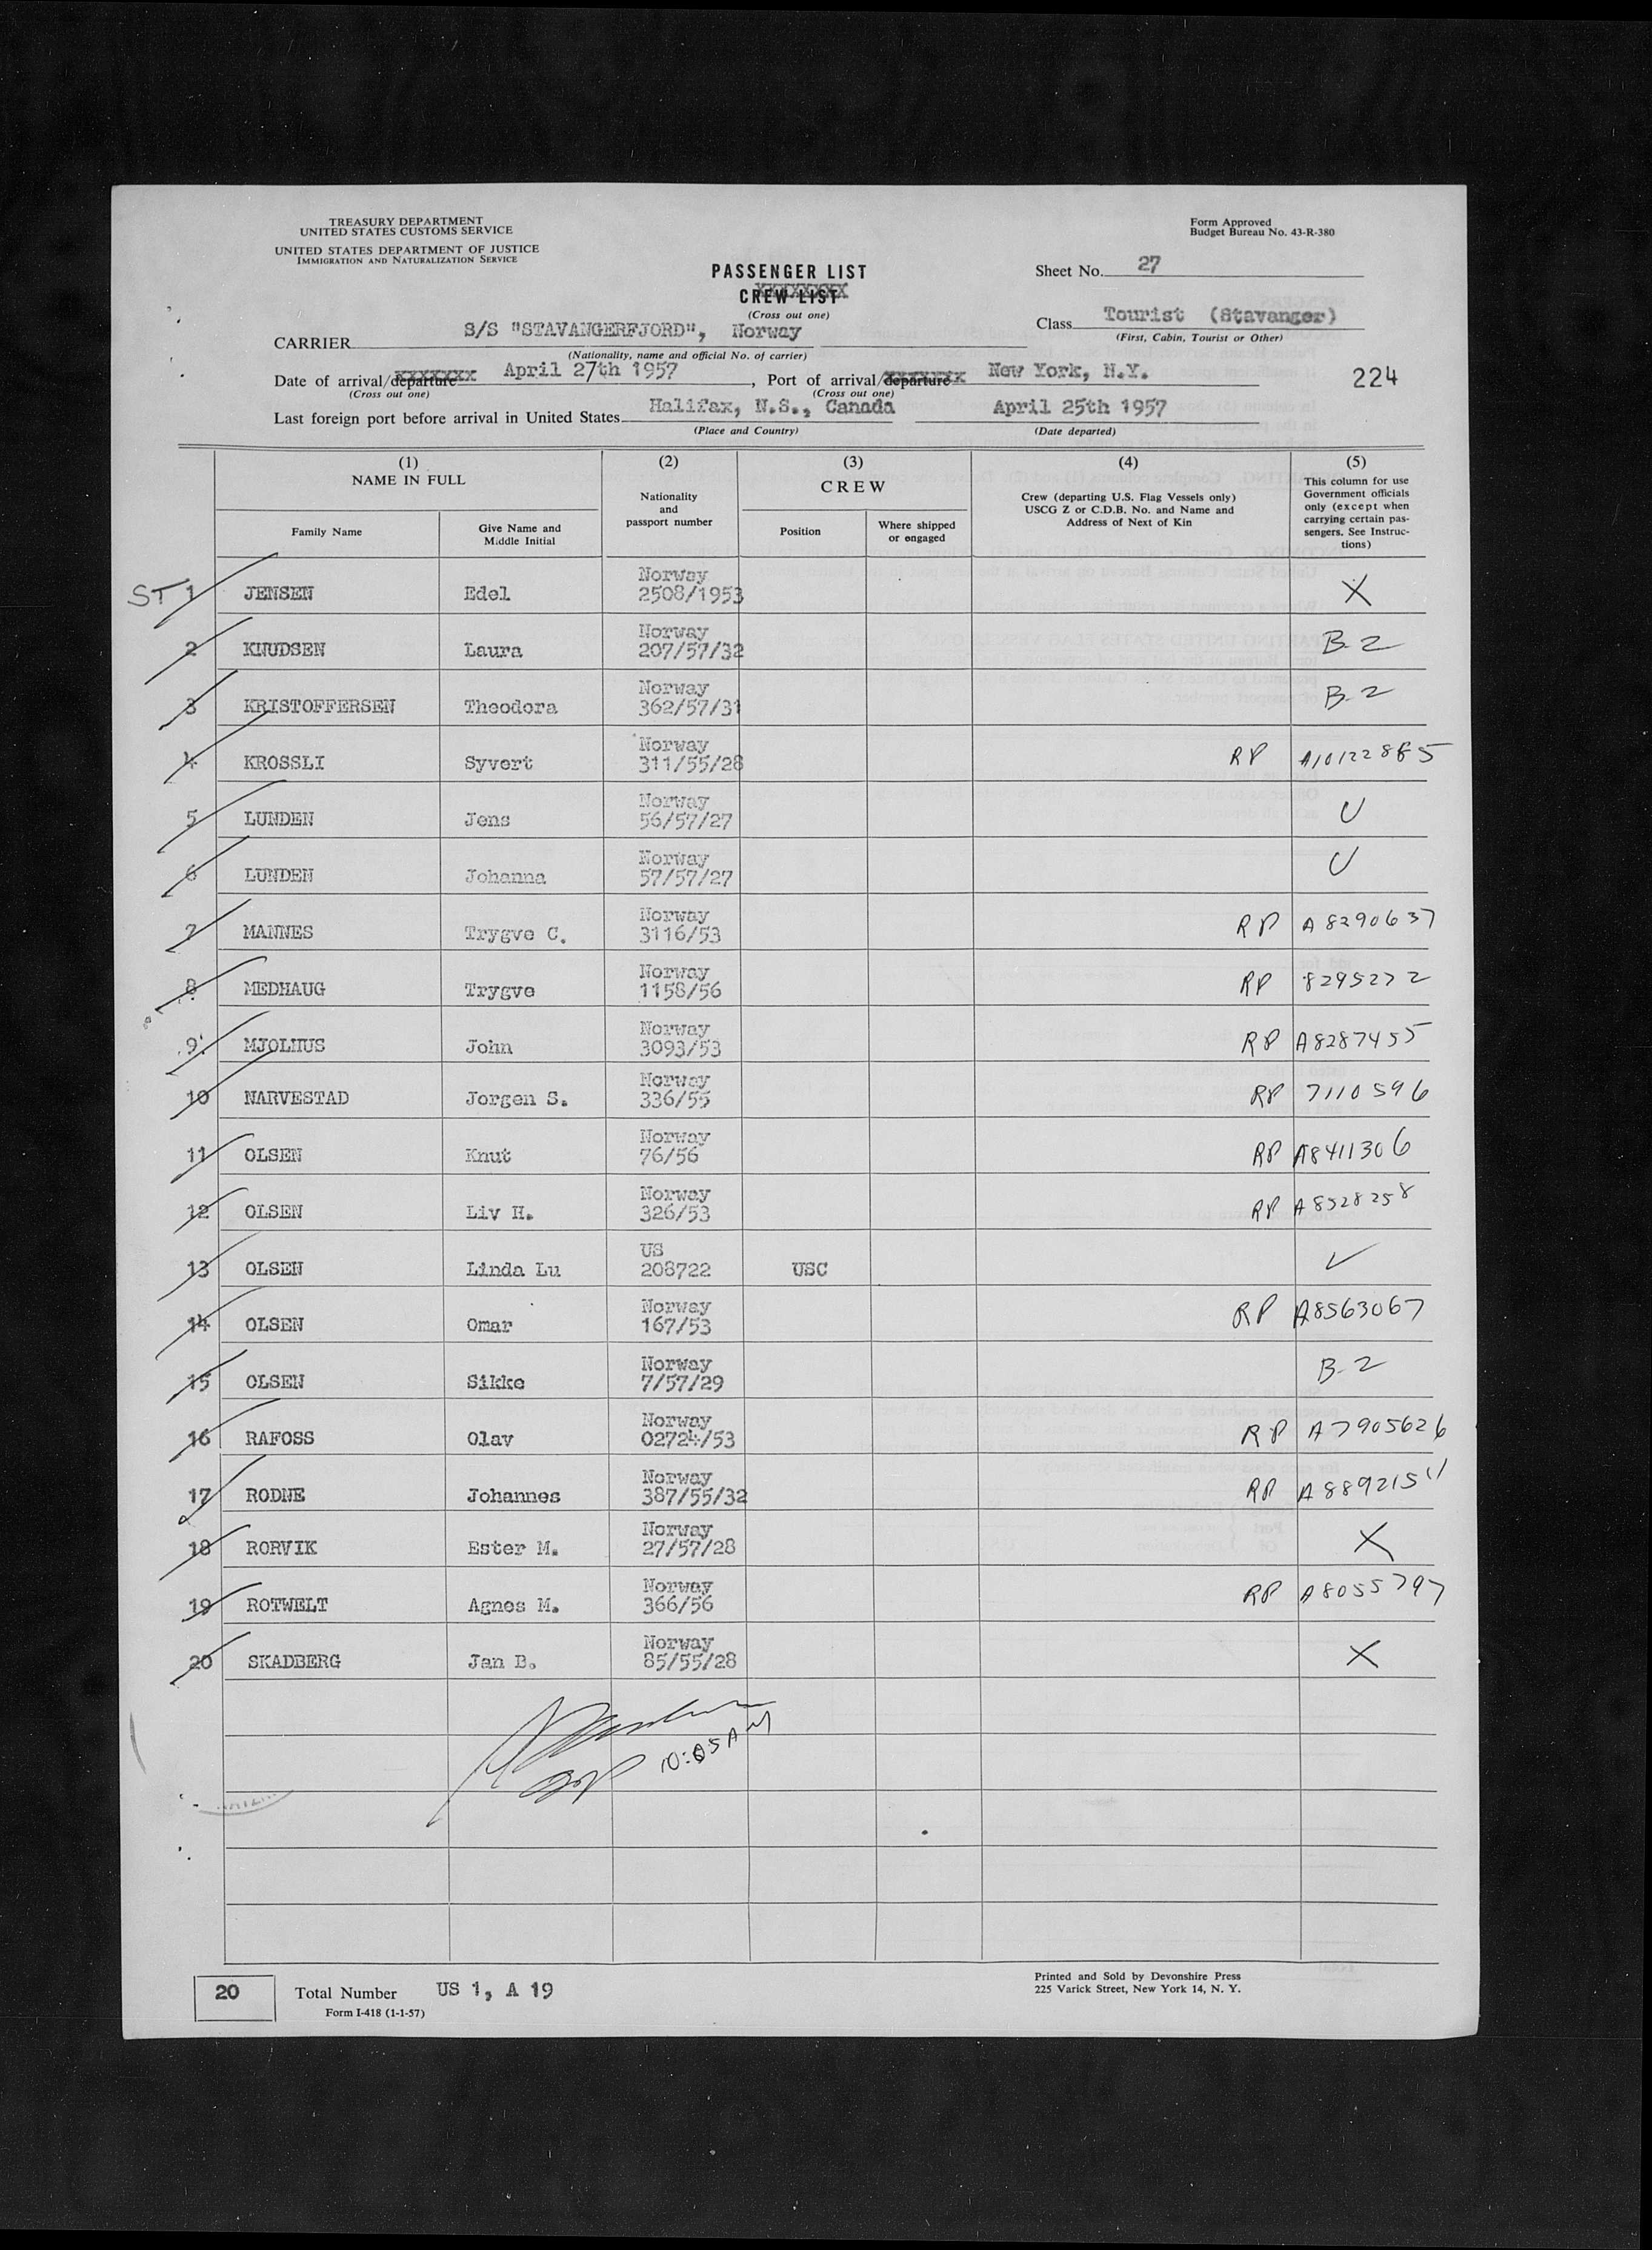 TREASURY DEPARTMENT
UNITED STATES CUSTOMS SERVICE
UNITED STATES DEPARTMENT OF JUSTICE
IMMIGRATION AND NATURALIZATION SERVICE
Form Approved
Budget Bureau No. 43-R-380
PASSENGER LIST
CREW LIST
(Cross out one)
Sheet No. 27
Class Tourist (Stavanger)
(First, Cabin, Tourist or Other)
CARRIER S/S "STAVANGERFJORD", Norway
(Nationality, name and official No. of carrier)
Date of arrival/departure April 27th 1957, Port of arrival/departure New York, N.Y.
(Cross out one) (Cross out one)
224
Last foreign port before arrival in United States Halifax, N.S., Canada April 25th 1957
(Place and Country) (Date departed)
(1) NAME IN FULL
Family Name
Give Name and Middle Initial
(2) Nationality and passport number
(3) CREW
Position
Where shipped or engaged
(4) Crew (departing U.S. Flag Vessels only) USCG Z or C.D.B. No. and Name and Address of Next of Kin
(5) This column for use Government officials only (except when carrying certain passengers. See Instructions)
ST 1 JENSEN Edel Norway 2508/1953 X
2 KNUDSEN Laura Norway 207/57/32 B-2
3 KRISTOFFERSEN Theodora Norway 362/57/31 B-2
4 KROSSLI Syvert Norway 311/55/28 RP A10122885
5 LUNDEN Jens Norway 56/57/27 U
6 LUNDEN Johanna Norway 57/57/27 U
7 MANNES Trygve C. Norway 3116/53 RP A8290637
8 MEDHAUG Trygve Norway 1158/56 RP 8295272
9 MJOLHUS John Norway 3093/53 RP A8287455
10 NARVESTAD Jorgen S. Norway 336/55 RP 7110596
11 OLSEN Knut Norway 76/56 RP A8411306
12 OLSEN Liv H. Norway 326/53 RP A8528258
13 OLSEN Linda Lu US 208722 USC
14 OLSEN Omar Norway 167/53 RP A8563067
15 OLSEN Sikke Norway 7/57/29 B-2
16 RAFOSS Olav Norway 02724/53 RP A7905626
17 RODNE Johannes Norway 387/55/32 RP
18 RORVIK Ester M. Norway 27/57/28 X
19 ROTWELT Agnes M. Norway 366/56 RP A8055797
20 SKADBERG Jan B. Norway 85/55/28 X
10:05 AM
20 Total Number US 1, A 19
Form I-418 (1-1-57)
Printed and Sold by Devonshire Press
225 Varick Street, New York 14, N. Y.